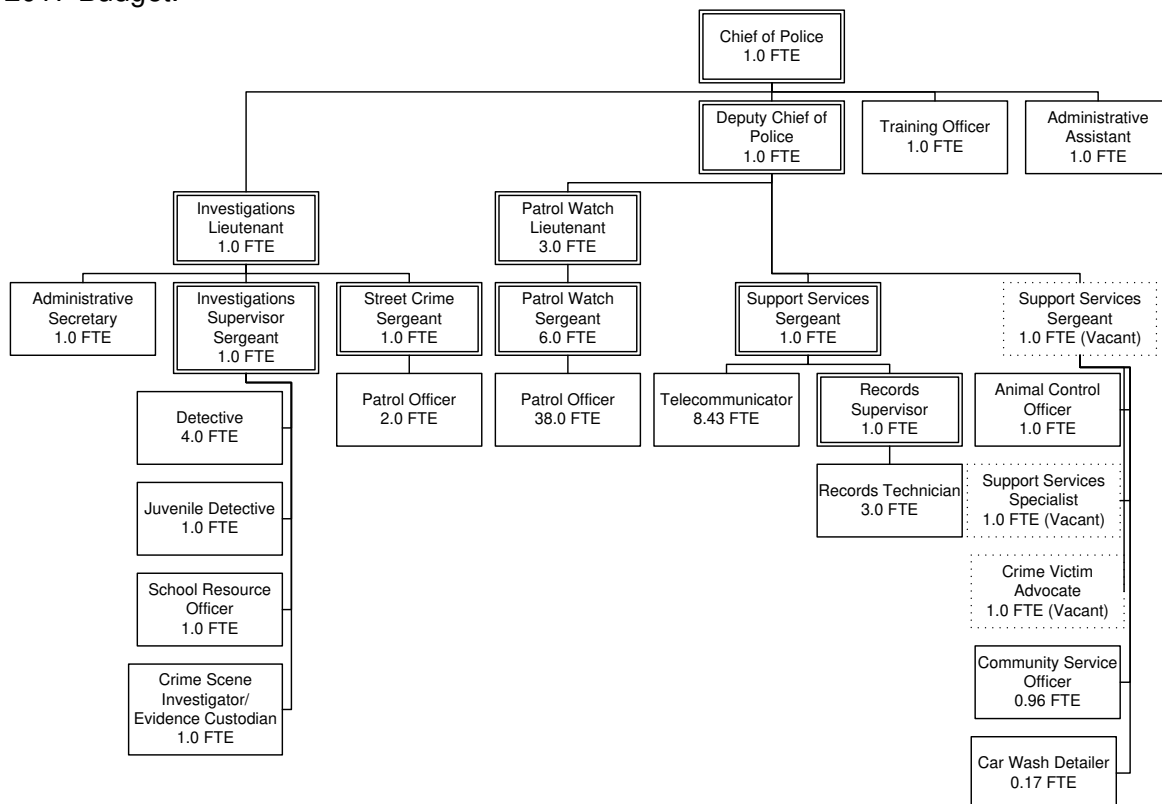 2017 Budget.
Chief of Police
1.0 FTE
Deputy Chief of
Police
1.0 FTE
Training Officer
1.0 FTE
Administrative
Assistant
1.0 FTE
Investigations
Lieutenant
1.0 FTE
Patrol Watch
Lieutenant
3.0 FTE
Administrative
Secretary
1.0 FTE
Investigations
Supervisor
Sergeant
1.0 FTE
Street Crime
Sergeant
1.0 FTE
Patrol Watch
Sergeant
6.0 FTE
Support Services
Sergeant
1.0 FTE
Support Services
Sergeant
1.0 FTE (Vacant)
Detective
4.0 FTE
Patrol Officer
2.0 FTE
Patrol Officer
38.0 FTE
Telecommunicator
8.43 FTE
Records
Supervisor
1.0 FTE
Animal Control
Officer
1.0 FTE
Juvenile Detective
1.0 FTE
Records Technician
3.0 FTE
Support Services
Specialist
1.0 FTE (Vacant)
School Resource
Officer
1.0 FTE
Crime Victim
Advocate
1.0 FTE (Vacant)
Crime Scene
Investigator/
Evidence Custodian
1.0 FTE
Community Service
Officer
0.96 FTE
Car Wash Detailer
0.17 FTE